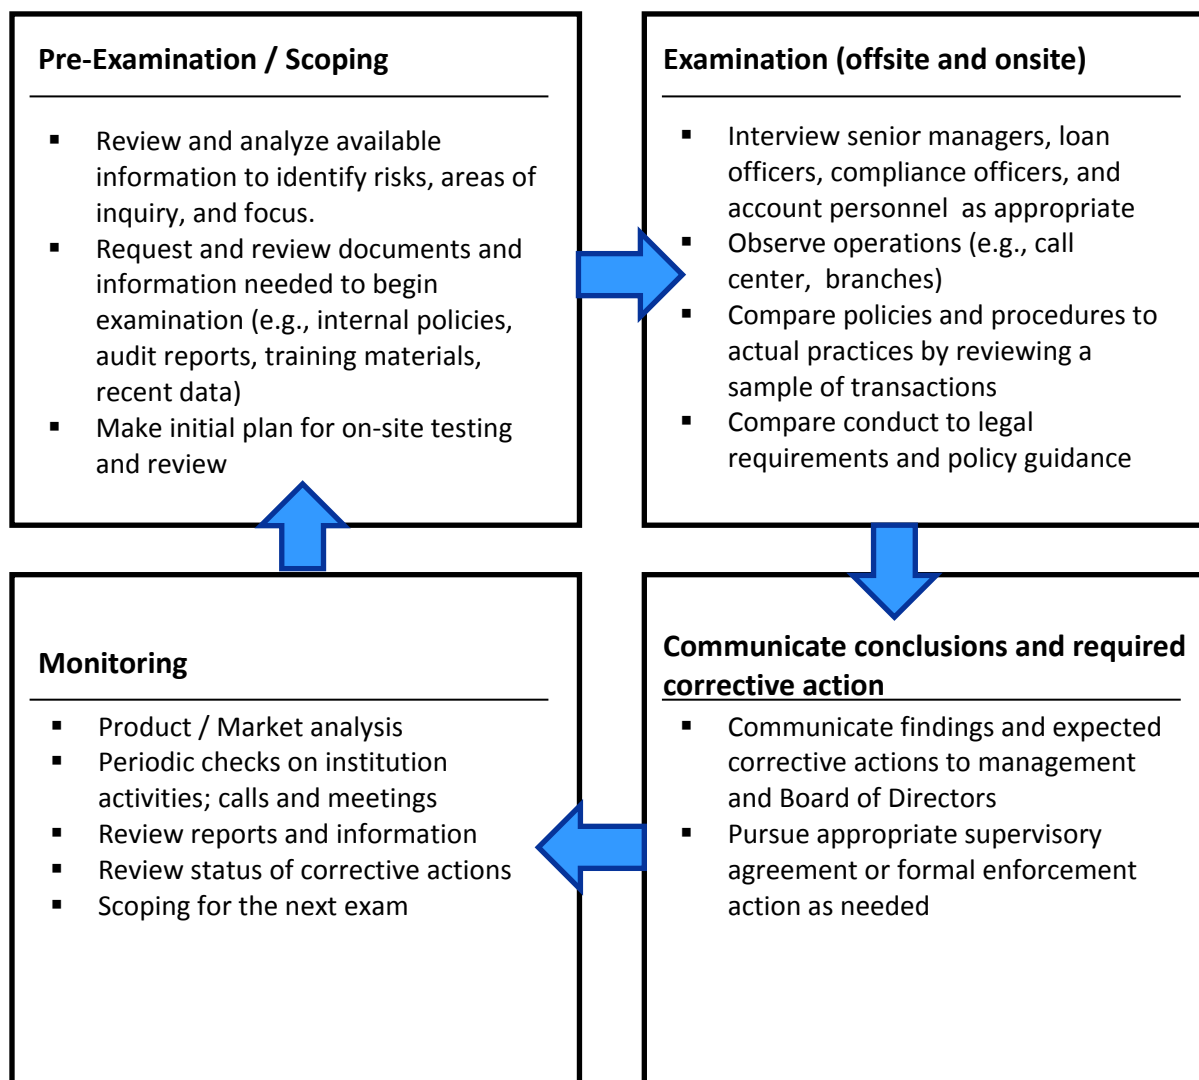 Pre-Examination / Scoping
▪ Review and analyze available
information to identify risks, areas of
inquiry, and focus.
▪ Request and review documents and
information needed to begin
examination (e.g., internal policies,
audit reports, training materials,
recent data)
▪ Make initial plan for on-site testing
and review
Examination (offsite and onsite)
▪ Interview senior managers, loan
officers, compliance officers, and
account personnel as appropriate
▪ Observe operations (e.g., call
center, branches)
▪ Compare policies and procedures to
actual practices by reviewing a
sample of transactions
▪ Compare conduct to legal
requirements and policy guidance
Monitoring
▪ Product / Market analysis
▪ Periodic checks on institution
activities; calls and meetings
▪ Review reports and information
▪ Review status of corrective actions
▪ Scoping for the next exam
Communicate conclusions and required
corrective action
▪ Communicate findings and expected
corrective actions to management
and Board of Directors
▪ Pursue appropriate supervisory
agreement or formal enforcement
action as needed